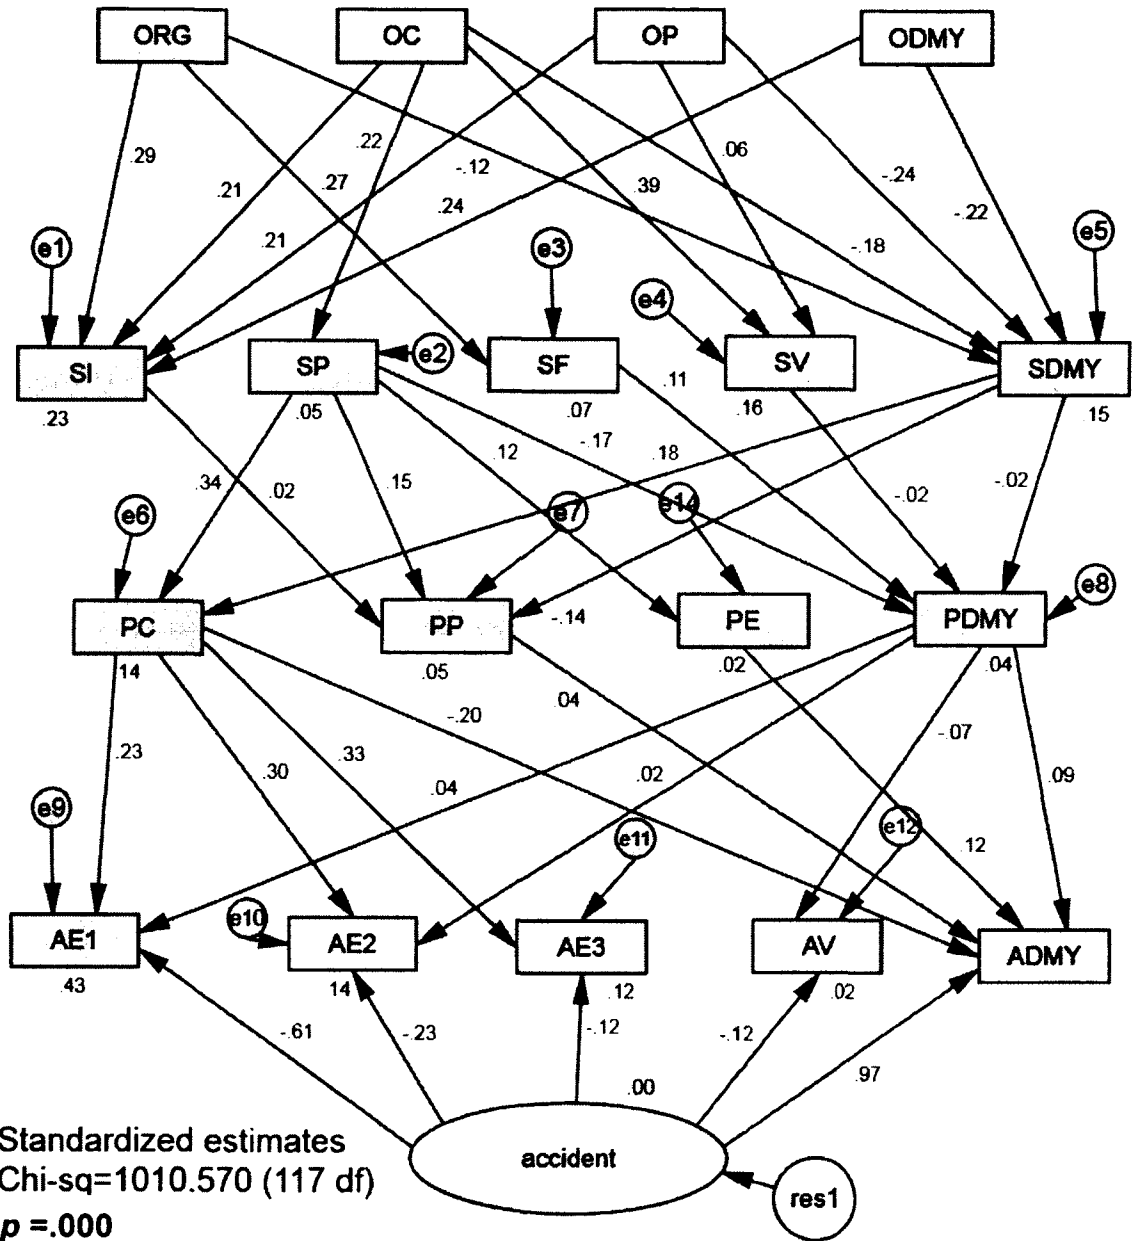 ORG OC OP ODMY
.29 .21 .22 .27 .21 -.12 .24 .39 .06 -.18 -.24 -.22
e1 e3 e4 e5
e2
SI SP SF SV SDMY
.23 .05 .07 .16 .15
.34 .02 .15 .12 -.17 .18 .11 -.02 -.02
e6 e7 e14 e8
PC PP PE PDMY
-.14
14 .05 .02 .04
.23 .30 .33 -.20 .04 .04 .02 -.07 .09 .12
e9 e10 e11 e12
AE1 AE2 AE3 AV ADMY
.43 14 .12 .02
-.61 -.23 -.12 -.12 .97
.00
accident
res1
Standardized estimates
Chi-sq=1010.570 (117 df)
p =.000